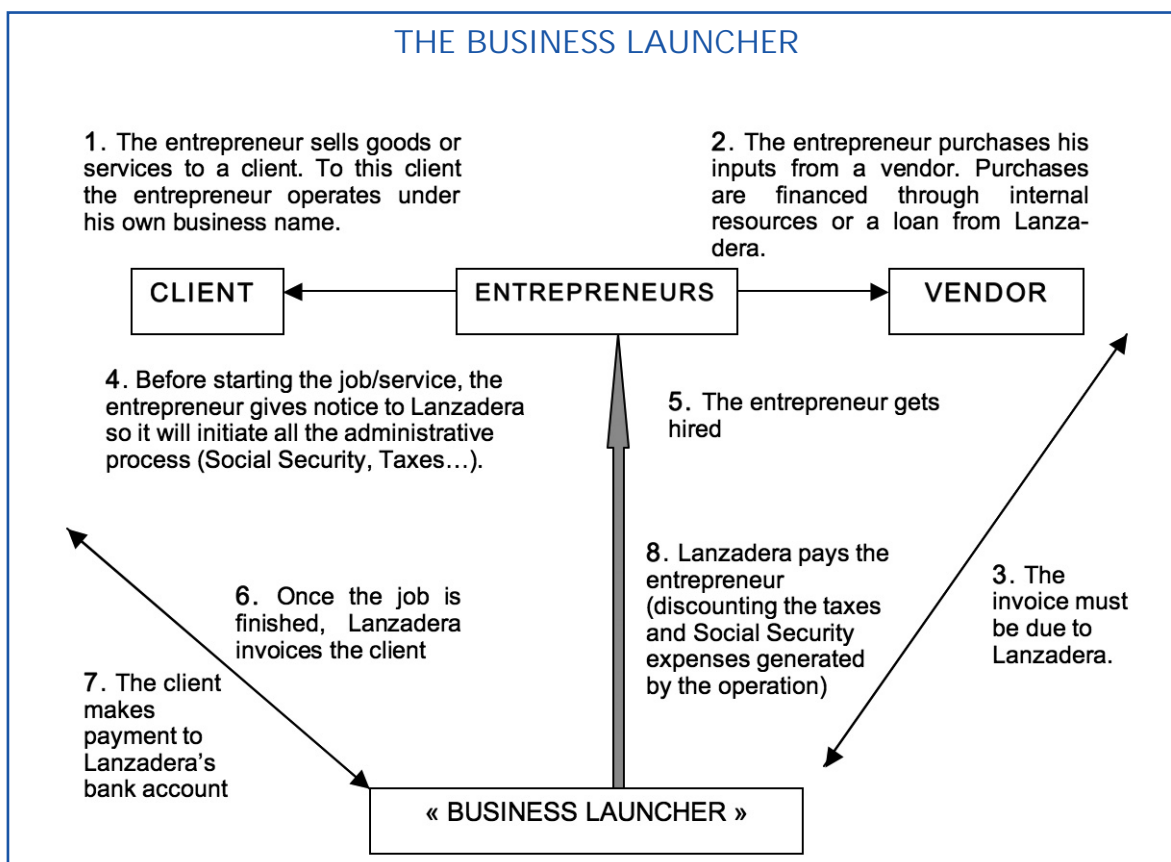 THE BUSINESS LAUNCHER
1. The entrepreneur sells goods or
services to a client. To this client
the entrepreneur operates under
his own business name.
2. The entrepreneur purchases his
inputs from a vendor. Purchases
are financed through internal
resources or a loan from Lanza-
dera.
CLIENT
ENTREPRENEURS
VENDOR
4. Before starting the job/service, the
entrepreneur gives notice to Lanzadera
so it will initiate all the administrative
process (Social Security, Taxes…).
5. The entrepreneur gets
hired
6. Once the job is
finished, Lanzadera
invoices the client
8. Lanzadera pays the
entrepreneur
(discounting the taxes
and Social Security
expenses generated
by the operation)
3. The
invoice must
be due to
Lanzadera.
7. The client
makes
payment to
Lanzadera’s
bank account
« BUSINESS LAUNCHER »